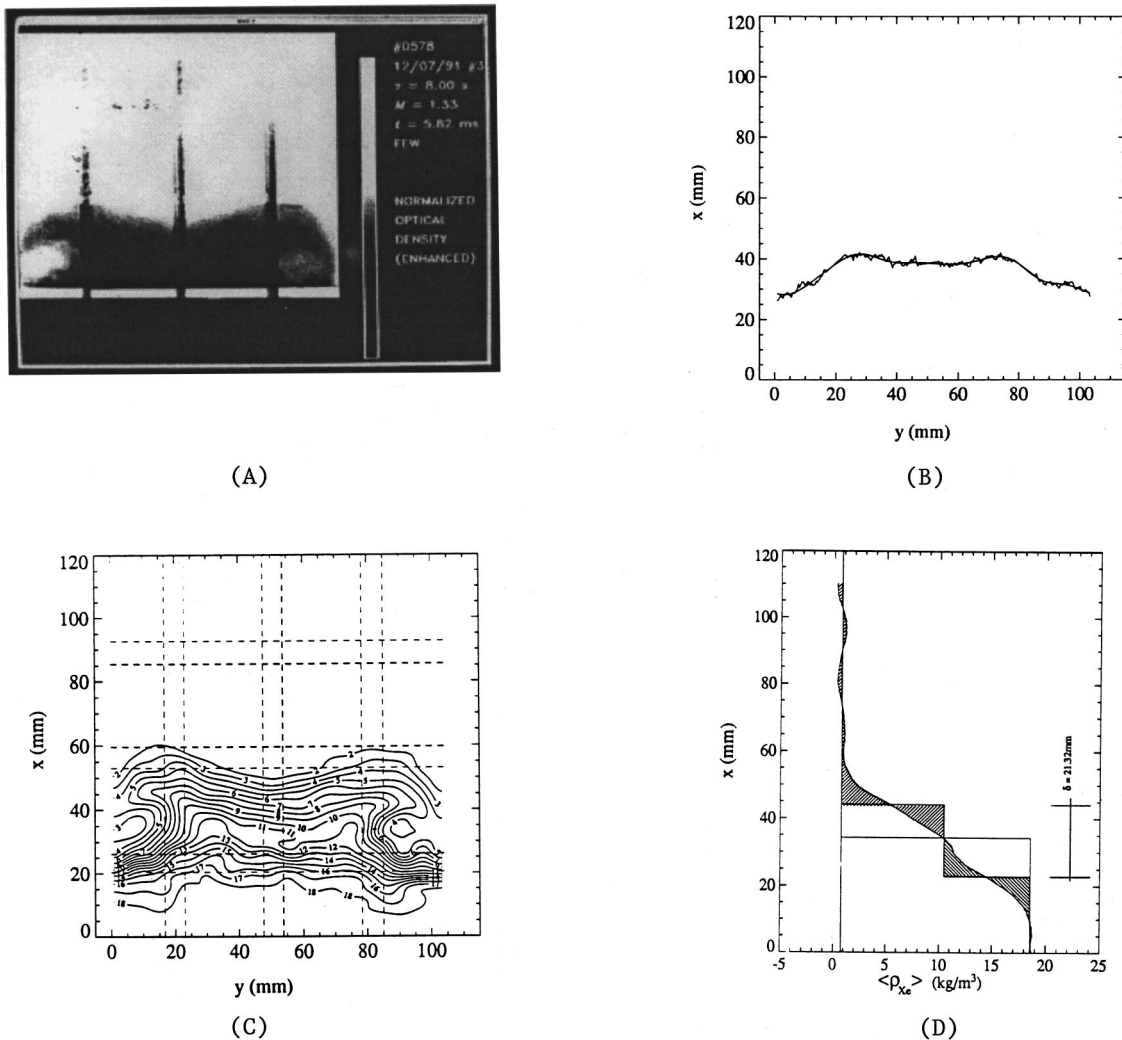 #0578
12/07/91 #3
τ = 8.00 s
M = 1.33
t = 5.82 ms
FEW
NORMALIZED
OPTICAL
DENSITY
(ENHANCED)
(A)
120
100
80
60
40
20
0
x (mm)
0 20 40 60 80 100
y (mm)
(B)
120
100
80
60
40
20
0
x (mm)
0 20 40 60 80 100
y (mm)
(C)
120
100
80
60
40
20
0
x (mm)
δ = 21.32mm
-5 0 5 10 15 20 25
<ρXe> (kg/m³)
(D)